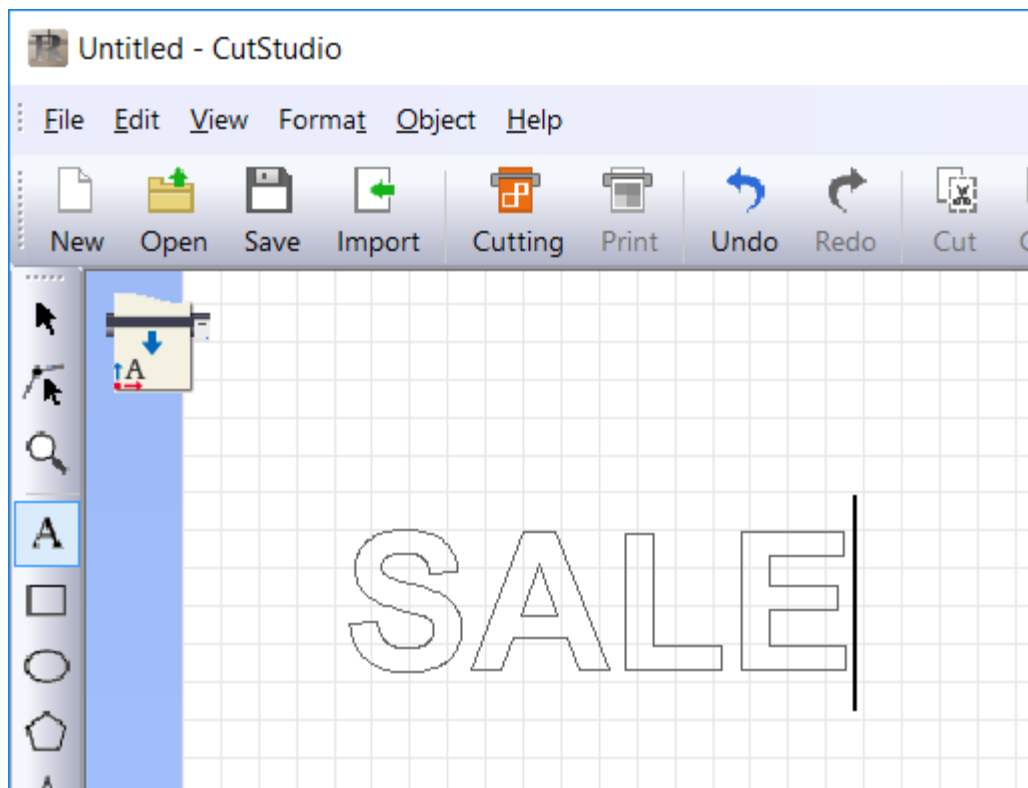 Untitled - CutStudio
File Edit View Format Object Help
New Open Save Import Cutting Print Undo Redo Cut
A
A
SALE